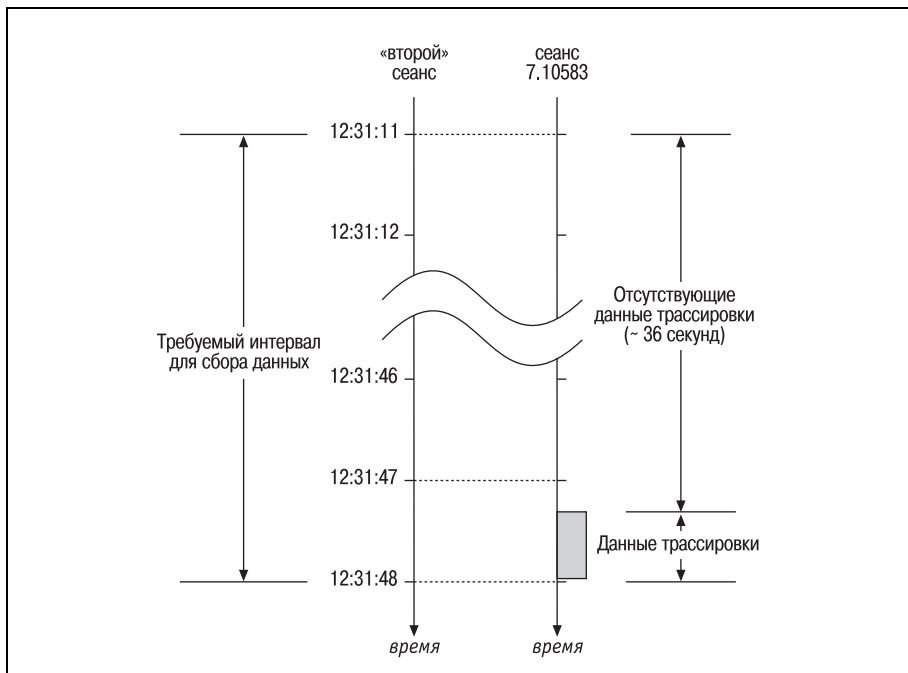 «второй»
сеанс
сеанс
7.10583
12:31:11
12:31:12
Отсутствующие
данные трассировки
(~ 36 секунд)
Требуемый интервал
для сбора данных
12:31:46
12:31:47
Данные трассировки
12:31:48
время
время